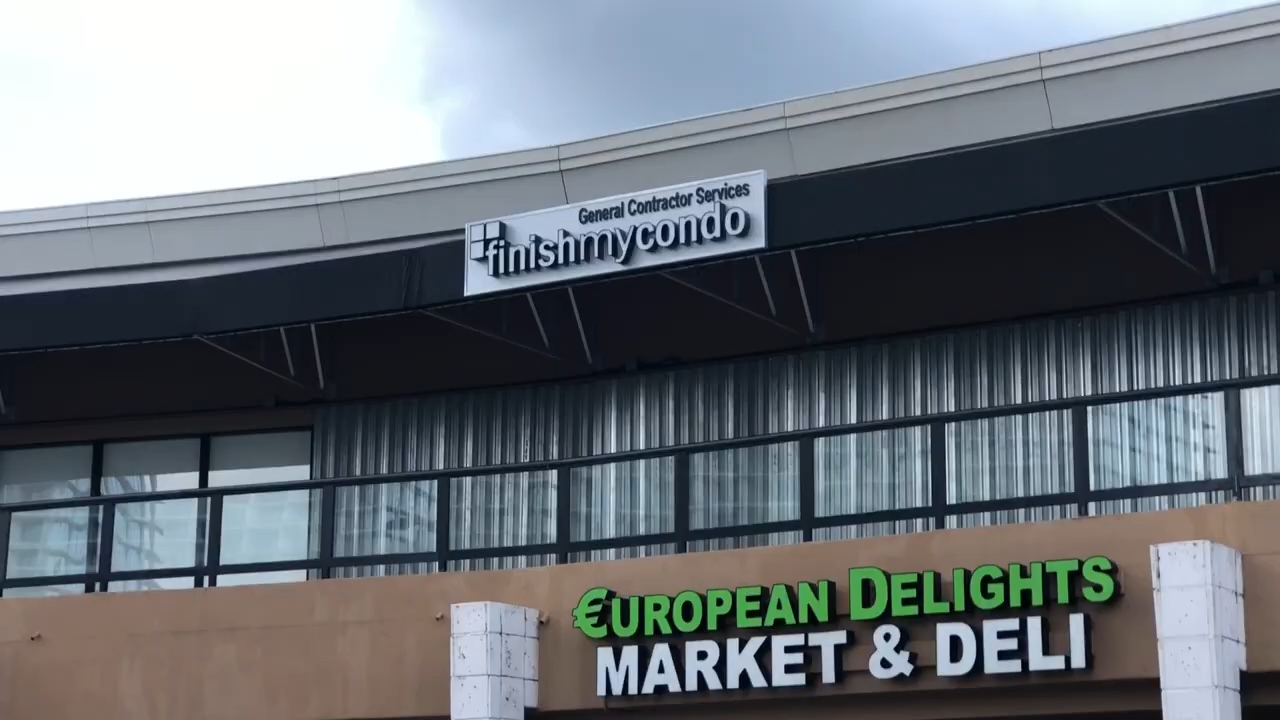 General Contractor Services
finishmycondo
€UROPEAN DELIGHTS
MARKET & DELI